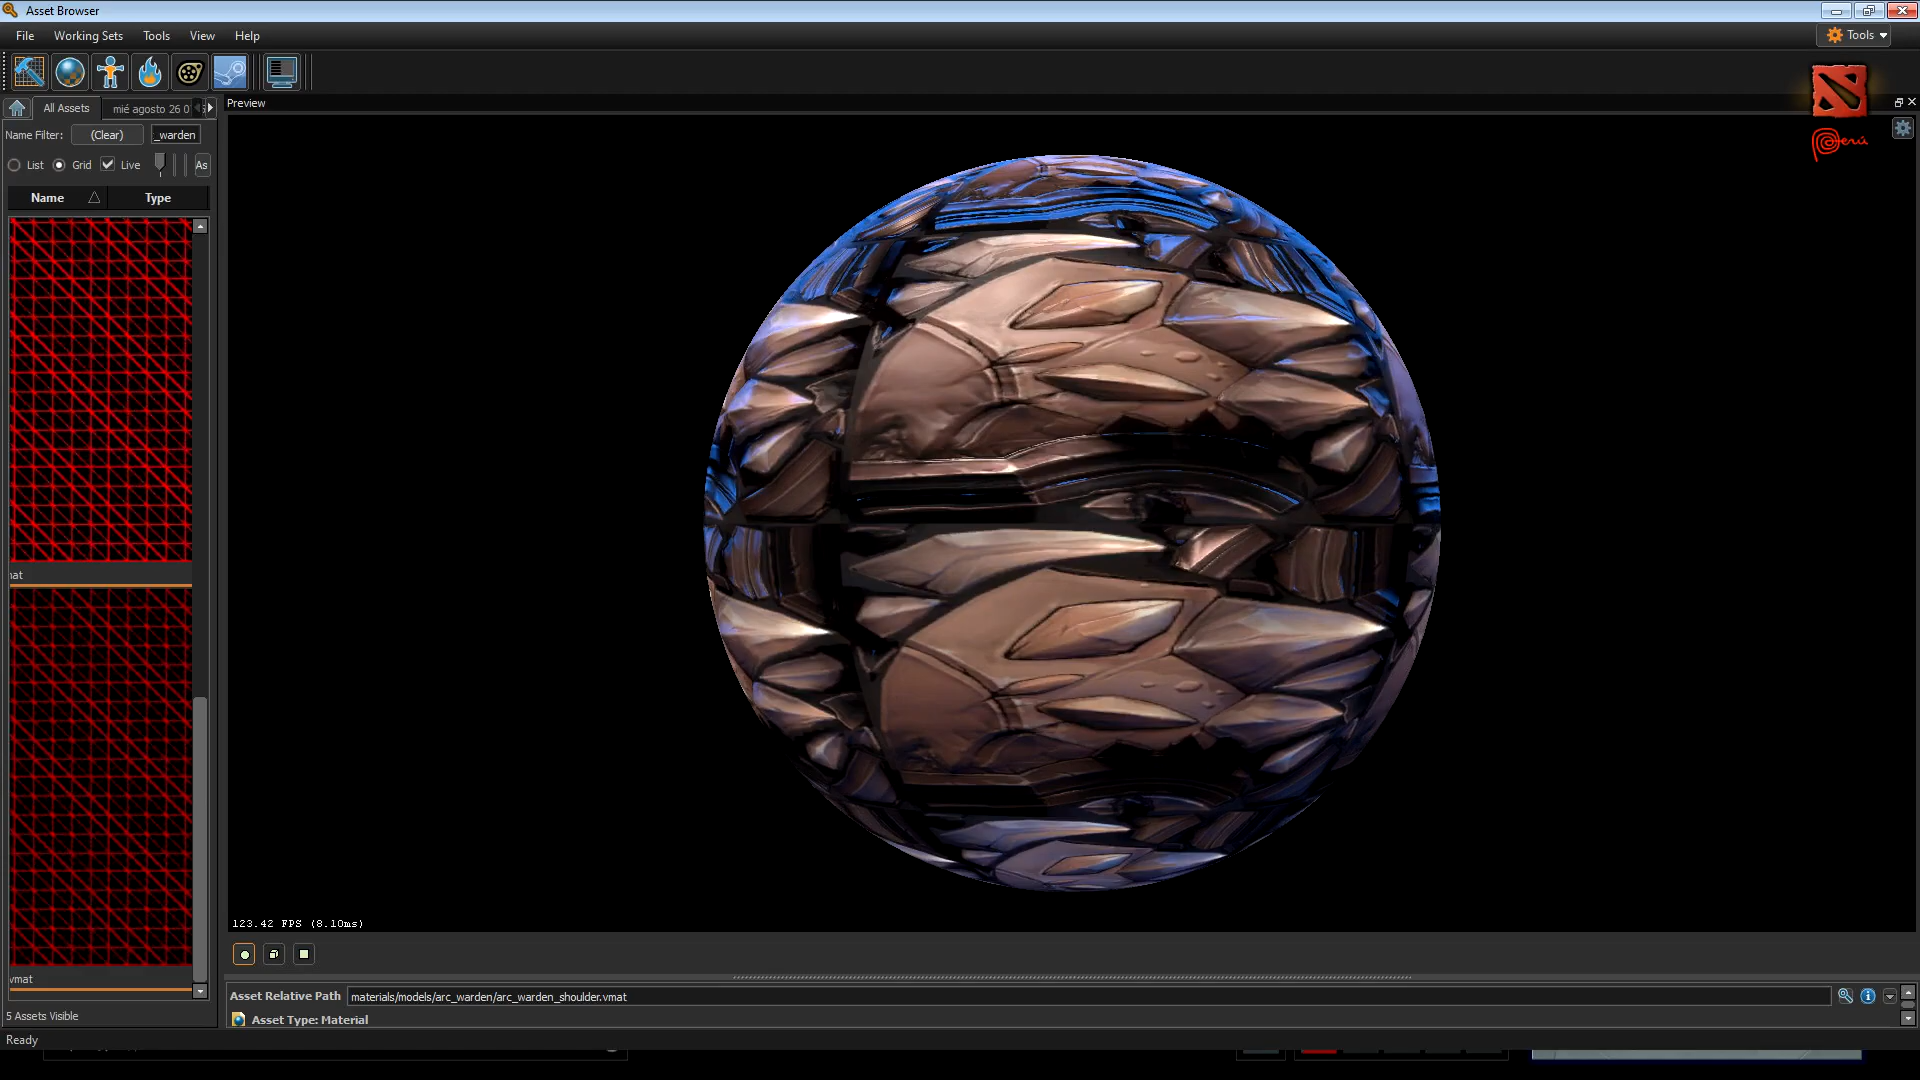 Asset Browser
File Working Sets Tools View Help
Tools
All Assets mié agosto 26 0
Preview
Name Filter: (Clear) _warden
List Grid Live As
Name Type
Perú
mat
vmat
123.42 FPS (8.10ms)
Asset Relative Path materials/models/arc_warden/arc_warden_shoulder.vmat
5 Assets Visible
Asset Type: Material
Ready